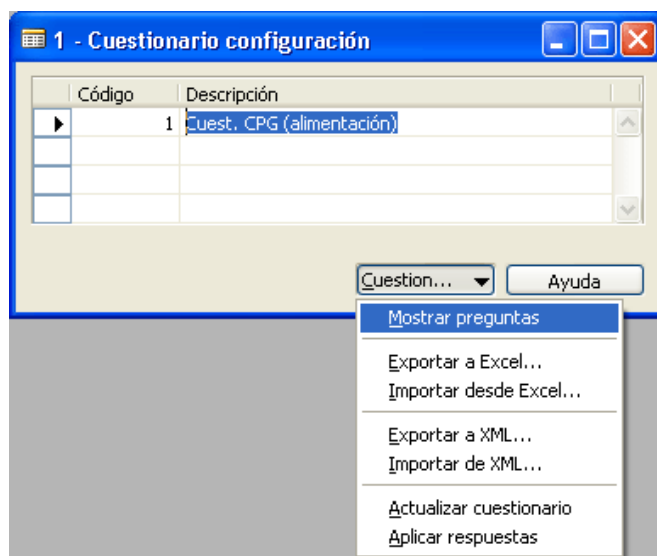 1 - Cuestionario configuración
Código Descripción
1 Cuest. CPG (alimentación)
Cuestion... Ayuda
Mostrar preguntas
Exportar a Excel...
Importar desde Excel...
Exportar a XML...
Importar de XML...
Actualizar cuestionario
Aplicar respuestas